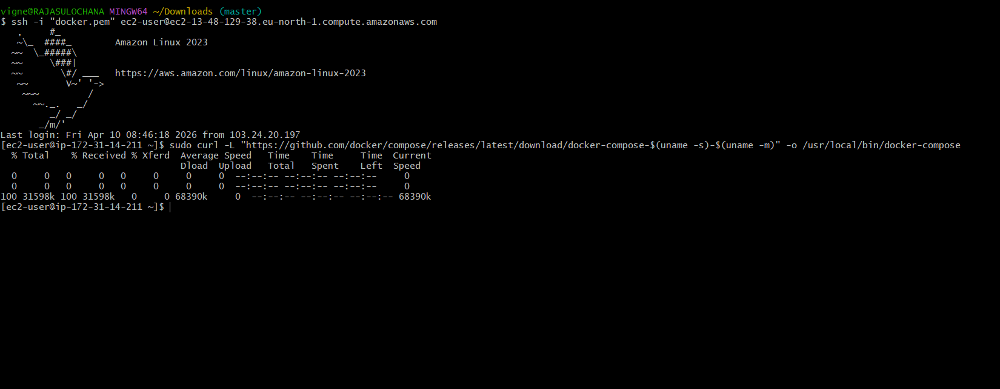 vigne@RAJASULOCHANA MINGW64 ~/Downloads (master)
$ ssh -i "docker.pem" ec2-user@ec2-13-48-129-38.eu-north-1.compute.amazonaws.com
   ,     #_
   ~\_  ####_        Amazon Linux 2023
  ~~  \_#####\
  ~~     \###|
  ~~       \#/ ___   https://aws.amazon.com/linux/amazon-linux-2023
   ~~       V~' '->
    ~~~         /
      ~~._.   _/
         _/ _/
       _/m/'
Last login: Fri Apr 10 08:46:18 2026 from 103.24.20.197
[ec2-user@ip-172-31-14-211 ~]$ sudo curl -L "https://github.com/docker/compose/releases/latest/download/docker-compose-$(uname -s)-$(uname -m)" -o /usr/local/bin/docker-compose
  % Total    % Received % Xferd  Average Speed   Time    Time     Time  Current
                                 Dload  Upload   Total   Spent    Left  Speed
  0     0   0     0   0     0     0     0  --:--:-- --:--:-- --:--:--     0
  0     0   0     0   0     0     0     0  --:--:-- --:--:-- --:--:--     0
100 31598k 100 31598k   0     0 68390k     0  --:--:-- --:--:-- --:--:-- 68390k
[ec2-user@ip-172-31-14-211 ~]$